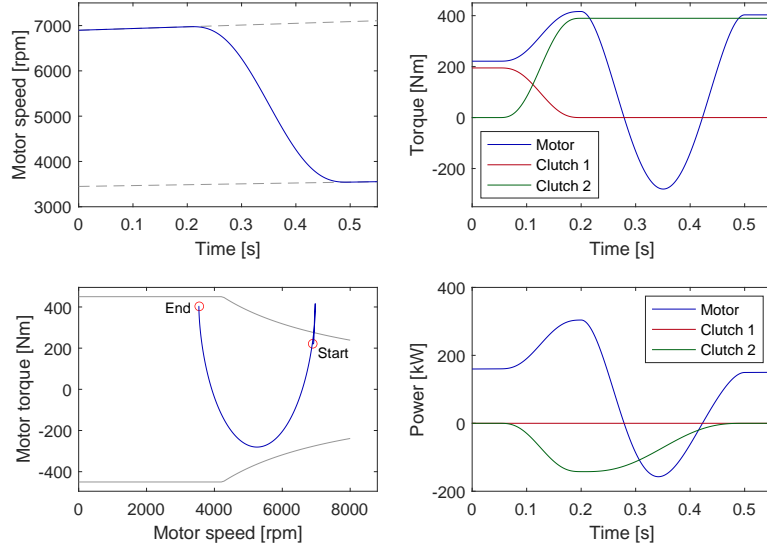 7000
6000
5000
4000
3000
0 0.1 0.2 0.3 0.4 0.5
Time [s]
Motor speed [rpm]
400
200
0
-200
0 0.1 0.2 0.3 0.4 0.5
Time [s]
Torque [Nm]
Motor
Clutch 1
Clutch 2
400
200
0
-200
-400
0 2000 4000 6000 8000
Motor speed [rpm]
Motor torque [Nm]
End
Start
400
200
0
-200
0 0.1 0.2 0.3 0.4 0.5
Time [s]
Power [kW]
Motor
Clutch 1
Clutch 2